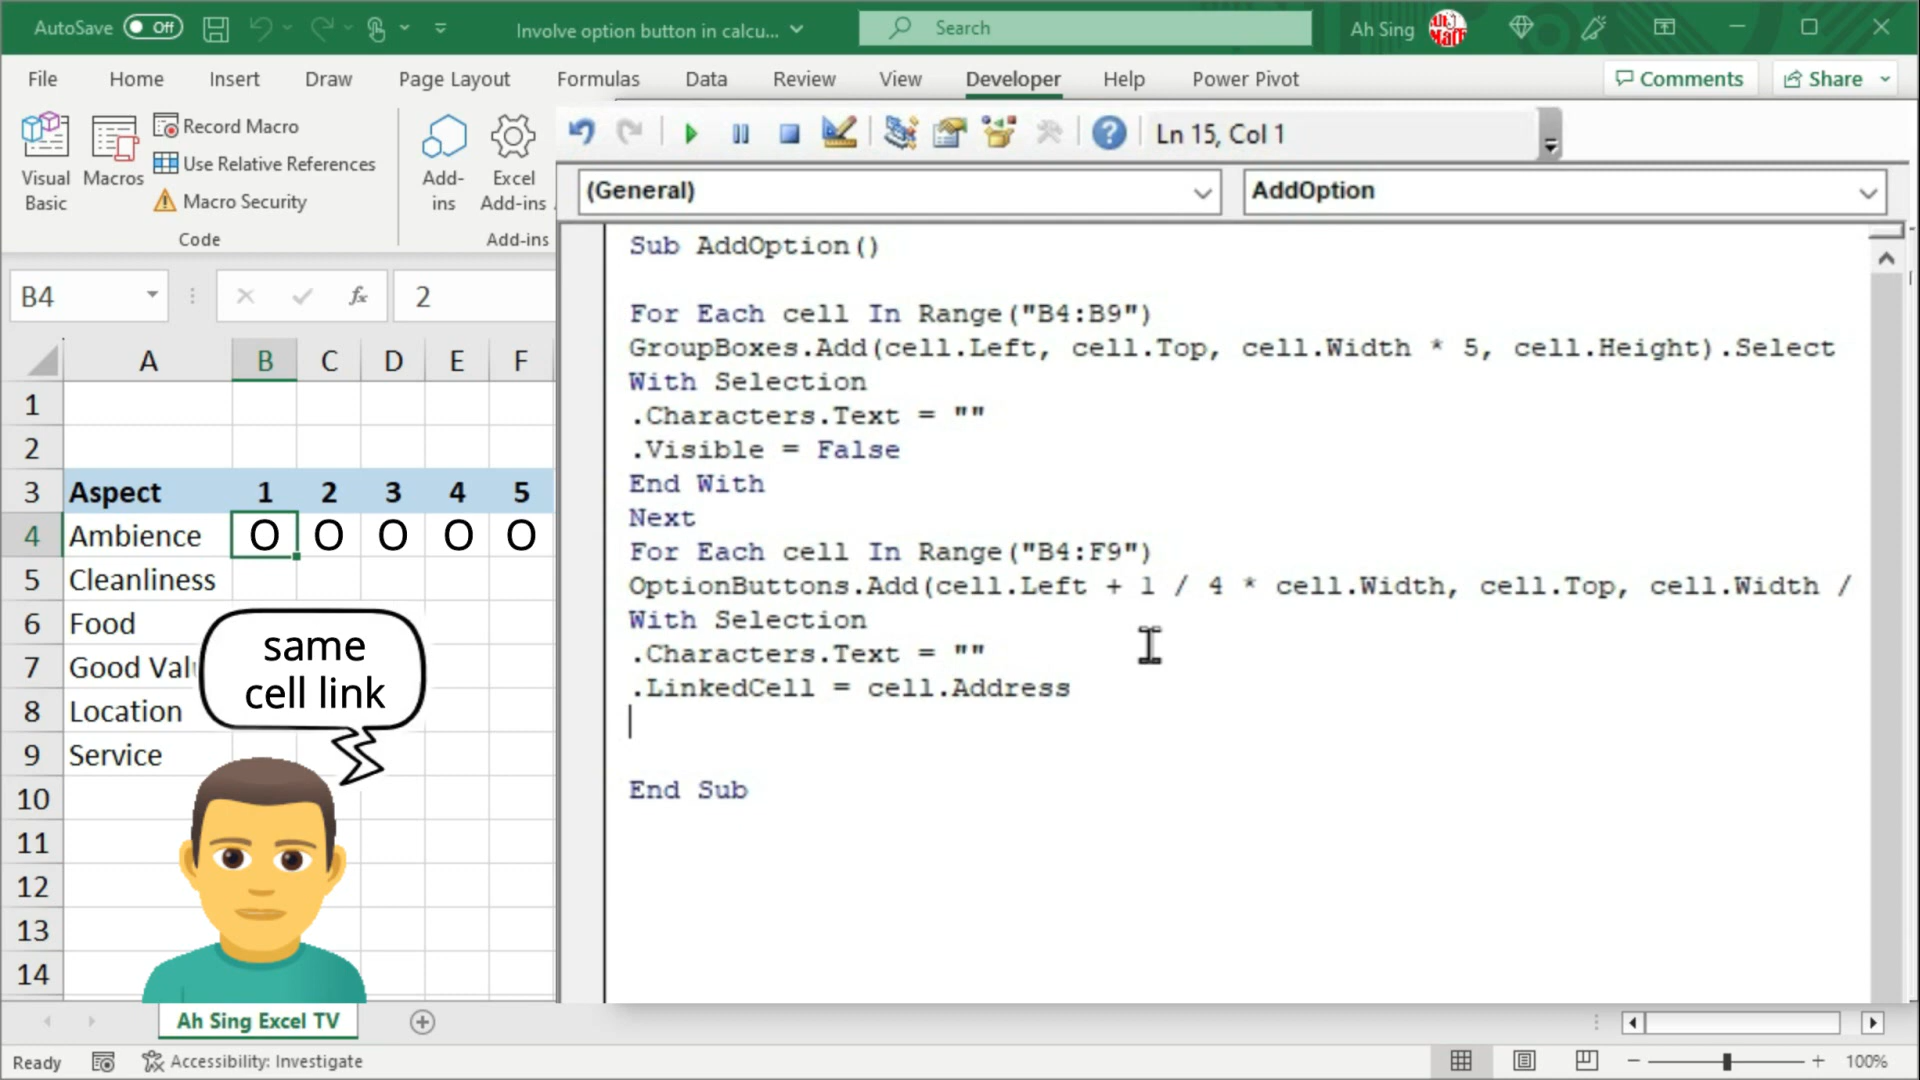 AutoSave Off Involve option button in calcu... Search Ah Sing
File Home Insert Draw Page Layout Formulas Data Review View Developer Help Power Pivot Comments Share
Visual Basic
Macros
Record Macro
Use Relative References
Macro Security
Code
Add-ins
Excel Add-ins
Add-ins
Ln 15, Col 1
(General) AddOption
B4 fx 2
A B C D E F
1
2
3 Aspect 1 2 3 4 5
4 Ambience O O O O O
5 Cleanliness
6 Food
7 Good Val
8 Location
9 Service
10
11
12
13
14
same
cell link
Sub AddOption()
For Each cell In Range("B4:B9")
GroupBoxes.Add(cell.Left, cell.Top, cell.Width * 5, cell.Height).Select
With Selection
.Characters.Text = ""
.Visible = False
End With
Next
For Each cell In Range("B4:F9")
OptionButtons.Add(cell.Left + 1 / 4 * cell.Width, cell.Top, cell.Width /
With Selection
.Characters.Text = ""
.LinkedCell = cell.Address
End Sub
Ah Sing Excel TV
Ready Accessibility: Investigate 100%